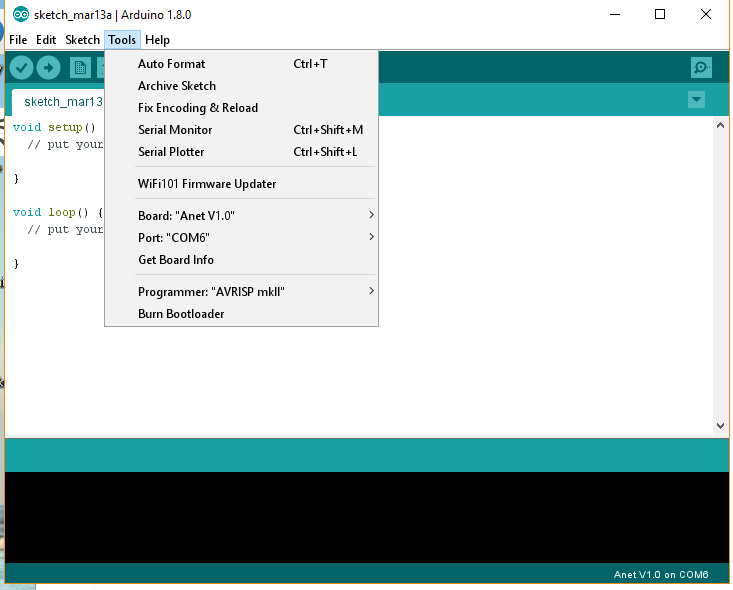 sketch_mar13a | Arduino 1.8.0
File Edit Sketch Tools Help
Auto Format Ctrl+T
Archive Sketch
Fix Encoding & Reload
Serial Monitor Ctrl+Shift+M
Serial Plotter Ctrl+Shift+L
WiFi101 Firmware Updater
Board: "Anet V1.0"
Port: "COM6"
Get Board Info
Programmer: "AVRISP mkII"
Burn Bootloader
sketch_mar13
void setup()
// put your
}
void loop() {
// put your
}
Anet V1.0 on COM6